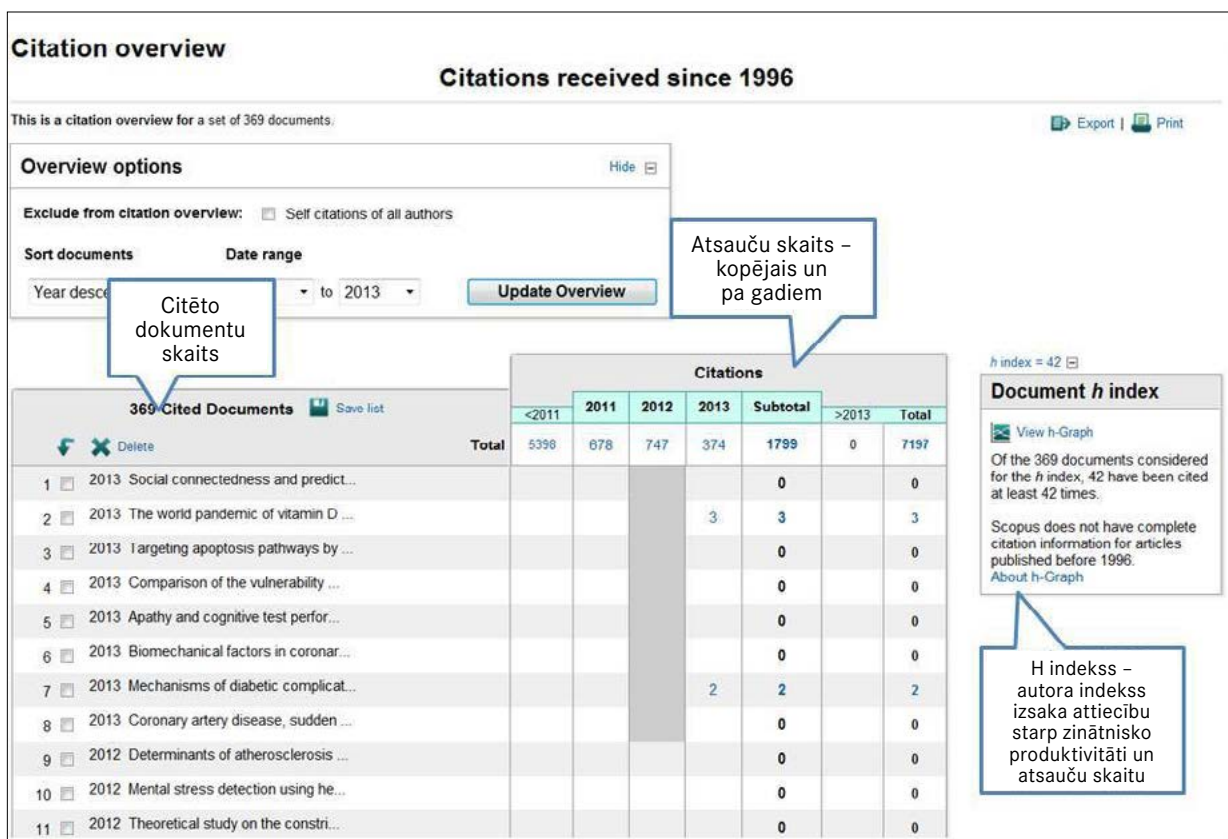 Citation overview
Citations received since 1996
This is a citation overview for a set of 369 documents.
Export | Print
Overview options
Hide
Exclude from citation overview: Self citations of all authors
Sort documents Date range
Year desce to 2013 Update Overview
Citēto
dokumentu
skaits
Atsauču skaits –
kopējais un
pa gadiem
Citations
369 Cited Documents Save list
<2011 2011 2012 2013 Subtotal >2013 Total
Delete Total 5398 678 747 374 1799 0 7197
1 2013 Social connectedness and predict... 0 0
2 2013 The world pandemic of vitamin D ... 3 3 3
3 2013 Targeting apoptosis pathways by ... 0 0
4 2013 Comparison of the vulnerability ... 0 0
5 2013 Apathy and cognitive test perfor... 0 0
6 2013 Biomechanical factors in coronar... 0 0
7 2013 Mechanisms of diabetic complicat... 2 2 2
8 2013 Coronary artery disease, sudden ... 0 0
9 2012 Determinants of atherosclerosis ... 0 0
10 2012 Mental stress detection using he... 0 0
11 2012 Theoretical study on the constri... 0 0
h index = 42
Document h index
View h-Graph
Of the 369 documents considered
for the h index, 42 have been cited
at least 42 times.
Scopus does not have complete
citation information for articles
published before 1996.
About h-Graph
H indekss –
autora indekss
izsaka attiecību
starp zinātnisko
produktivitāti un
atsauču skaitu